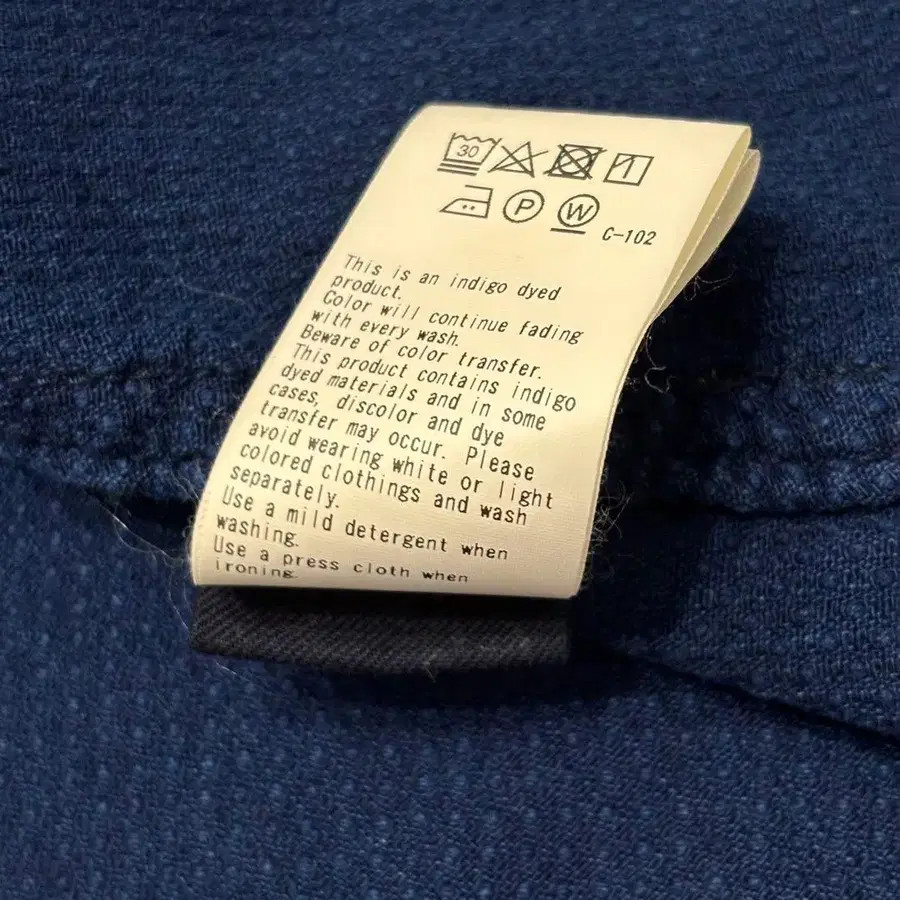 30
P W C-102
This is an indigo dyed
product.
Color will continue fading
with every wash.
Beware of color transfer.
This product contains indigo
dyed materials and in some
cases, discolor and dye
transfer may occur. Please
avoid wearing white or light
colored clothings and wash
separately.
Use a mild detergent when
washing.
Use a press cloth when
ironing.